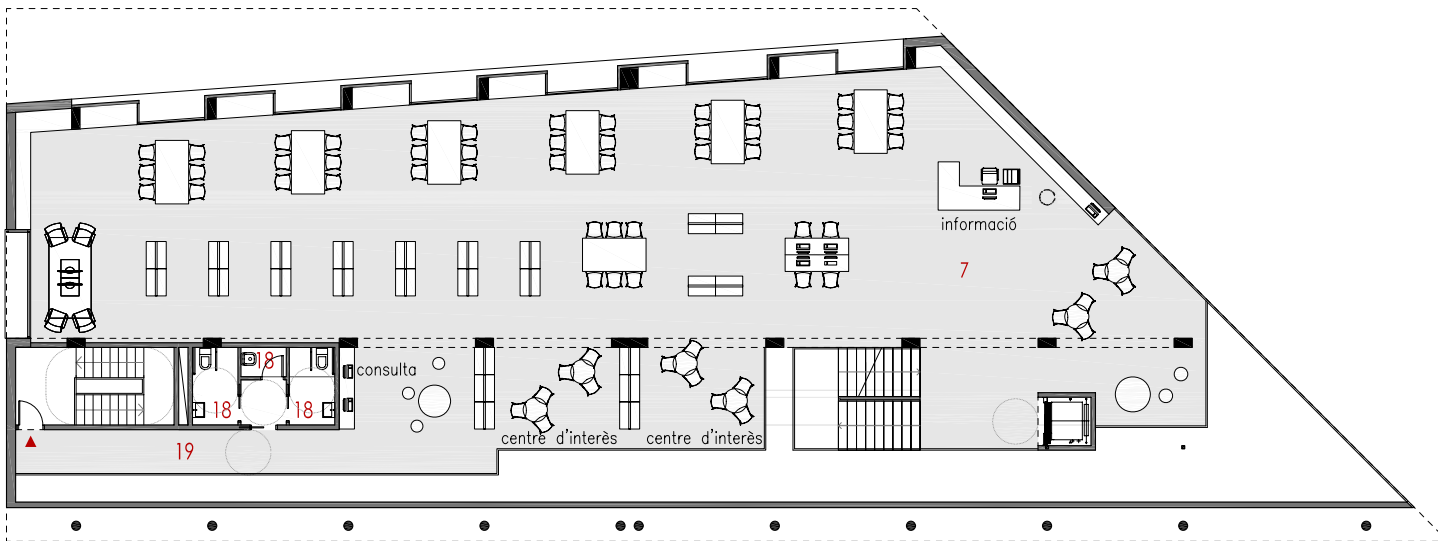 informació
7
18
consulta
18
18
centre d'interès
centre d'interès
19